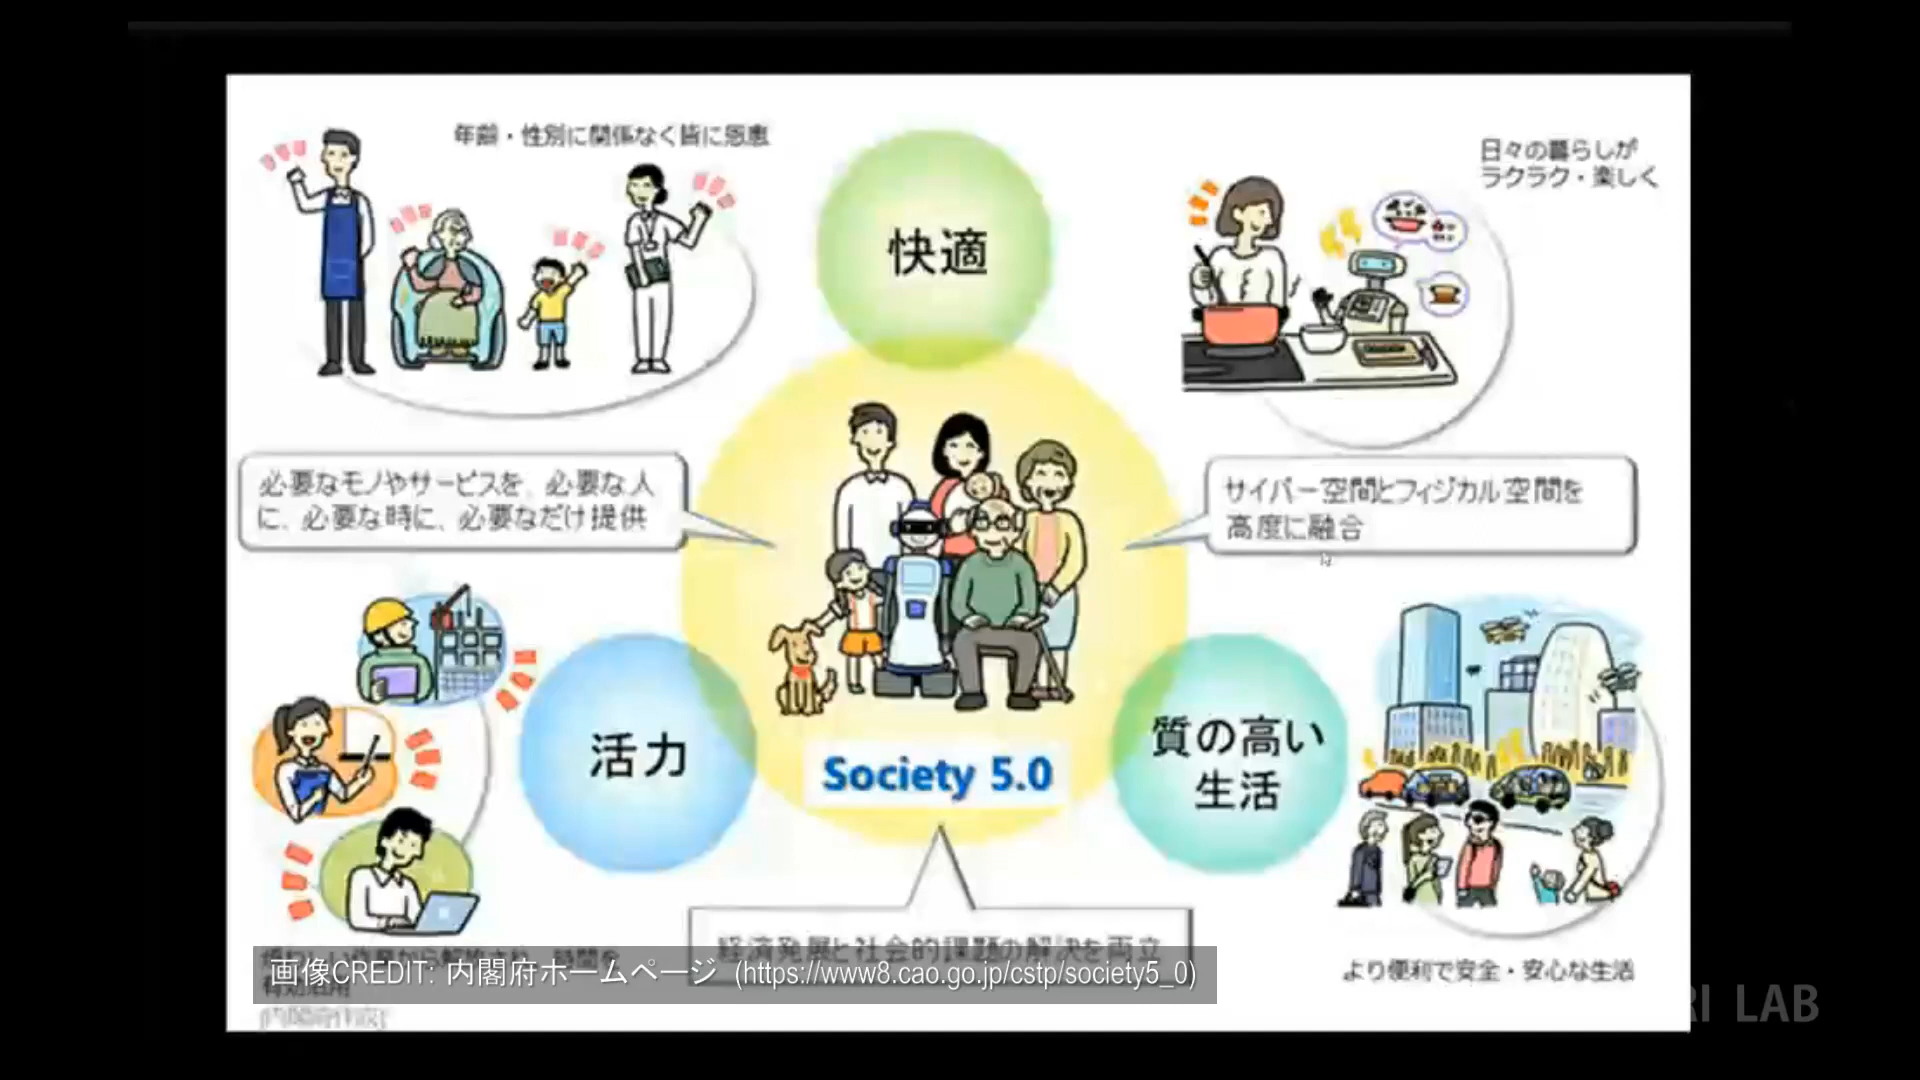 年齢・性別に関係なく皆に恩恵
日々の暮らしが
ラクラク・楽しく
快適
必要なモノやサービスを、必要な人
に、必要な時に、必要なだけ提供
サイバー空間とフィジカル空間を
高度に融合
活力
Society 5.0
質の高い
生活
経済発展と社会的課題の解決を両立
画像CREDIT: 内閣府ホームページ (https://www8.cao.go.jp/cstp/society5_0)
より便利で安全・安心な生活
内閣府作成
LAB